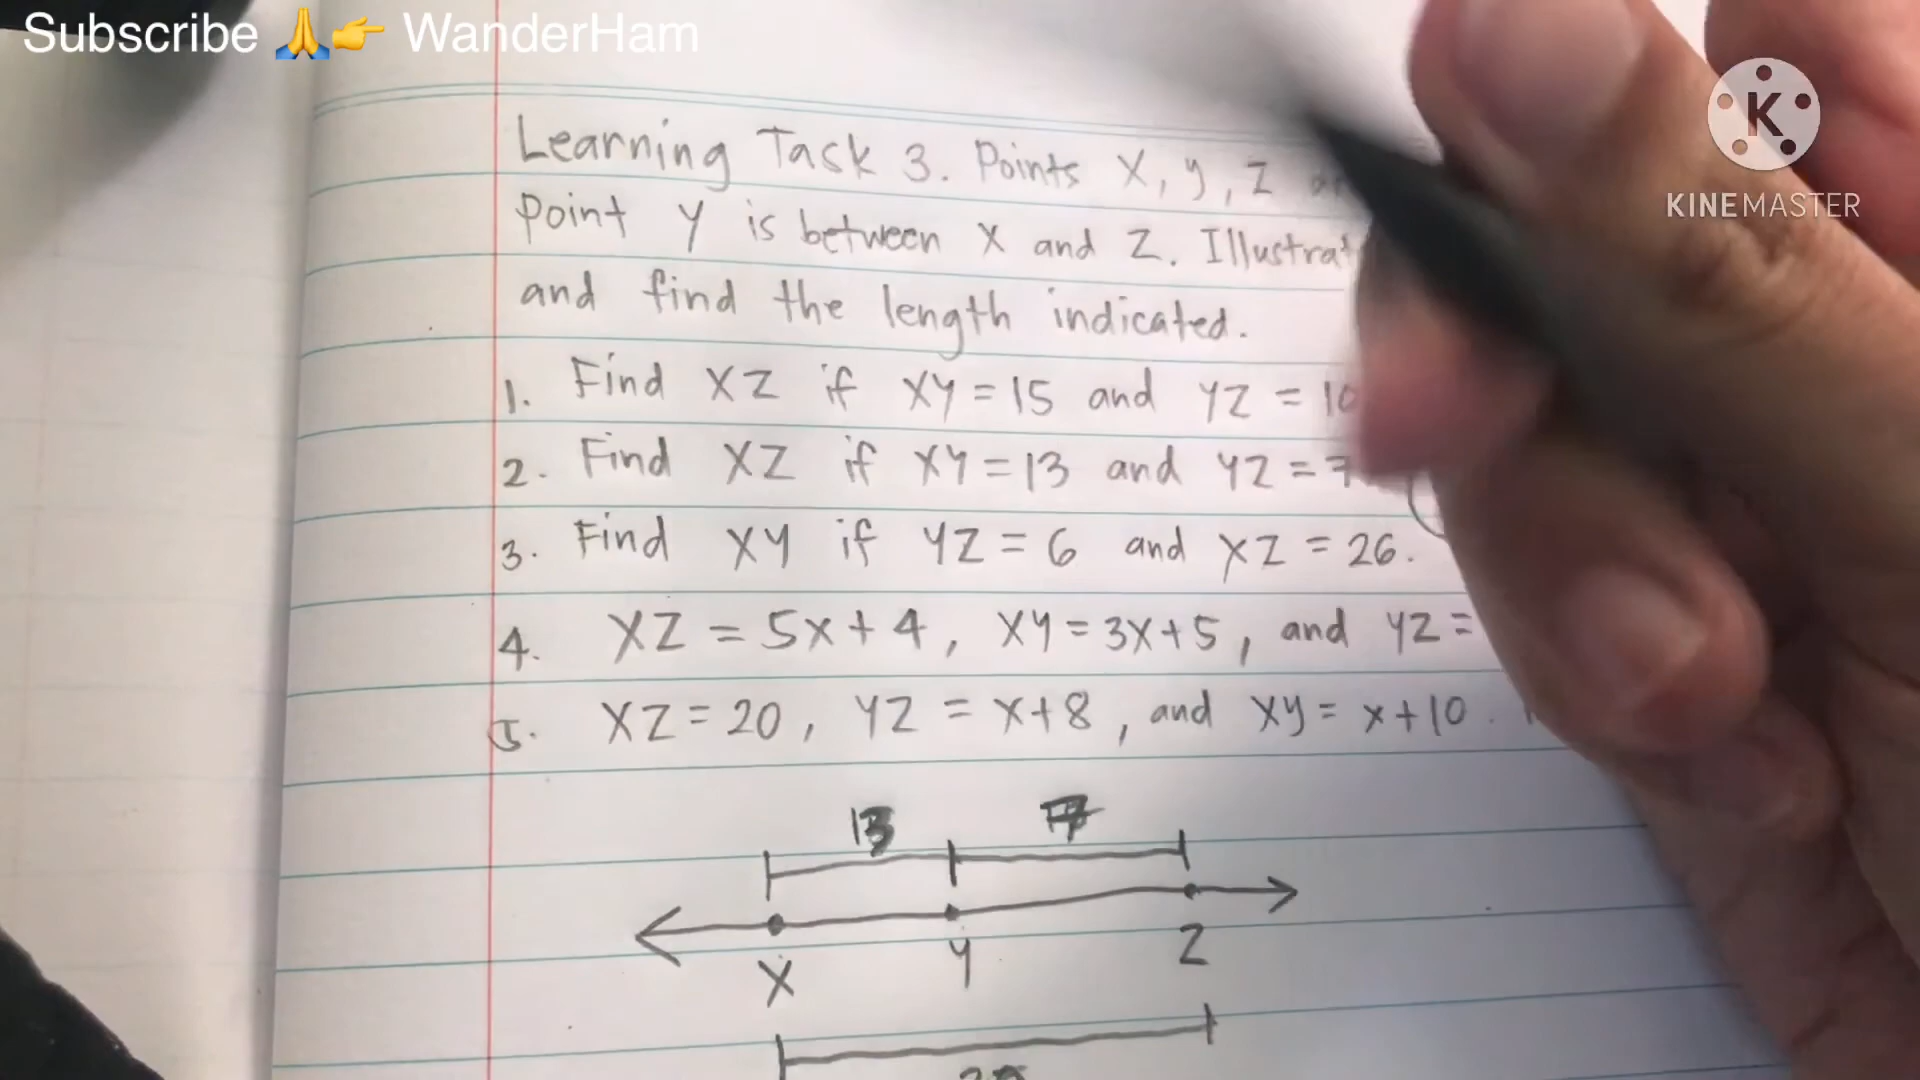 Subscribe 🙏👉 WanderHam
K
KINEMASTER
Learning Task 3. Points X, Y, Z
point Y is between X and Z.
and find the length indicated.
1. Find XZ if XY = 15 and YZ = 10
2. Find XZ if XY = 13 and YZ = 7
3. Find XY if YZ = 6 and XZ = 26.
4. XZ = 5x + 4, XY = 3x + 5, and YZ =
5. XZ = 20, YZ = x + 8, and XY = x + 10.
13 7
X Y Z